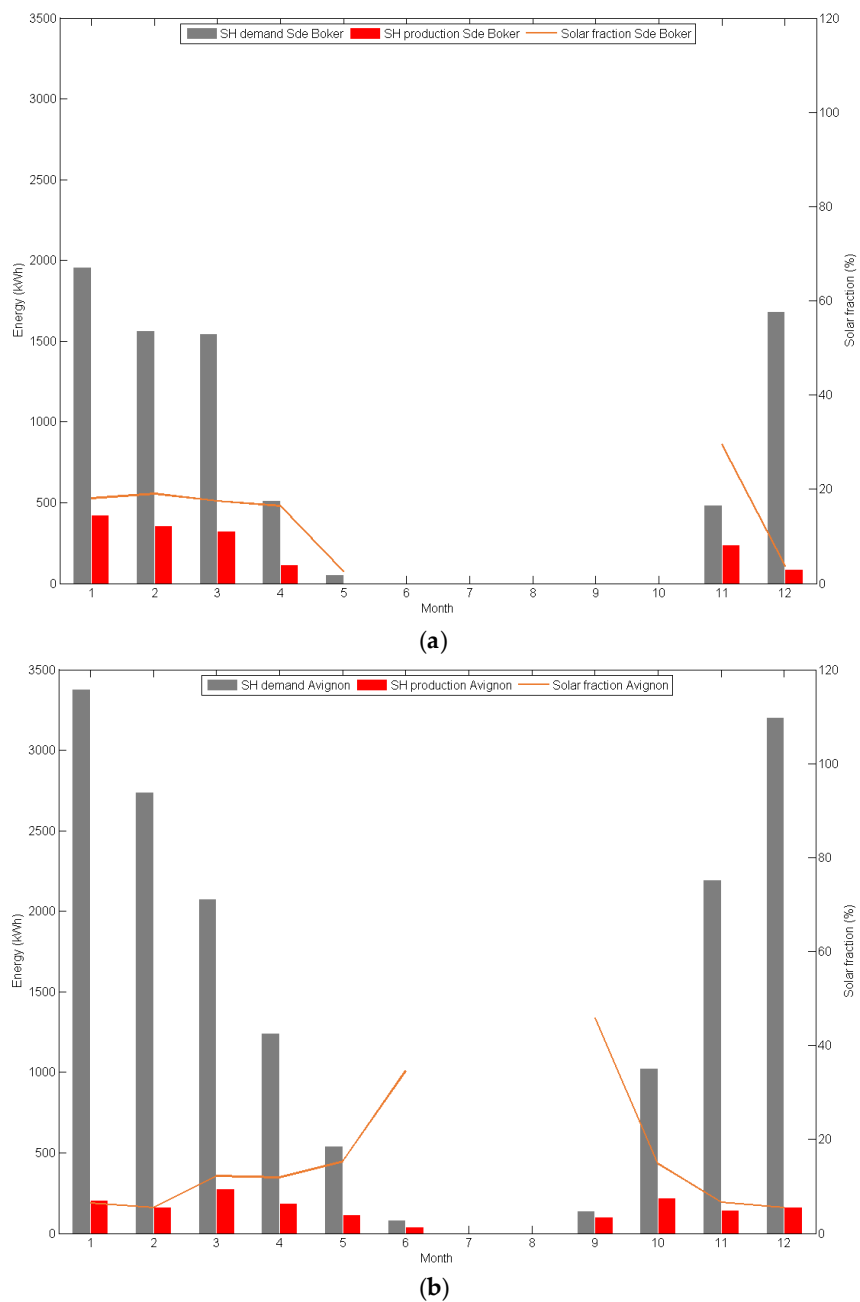 SH demand Sde Boker SH production Sde Boker Solar fraction Sde Boker
3500
3000
2500
2000
1500
1000
500
0
Energy (kWh)
120
100
80
60
40
20
0
Solar fraction (%)
1 2 3 4 5 6 7 8 9 10 11 12
Month
(a)
SH demand Avignon SH production Avignon Solar fraction Avignon
3500
3000
2500
2000
1500
1000
500
0
Energy (kWh)
120
100
80
60
40
20
0
Solar fraction (%)
1 2 3 4 5 6 7 8 9 10 11 12
Month
(b)